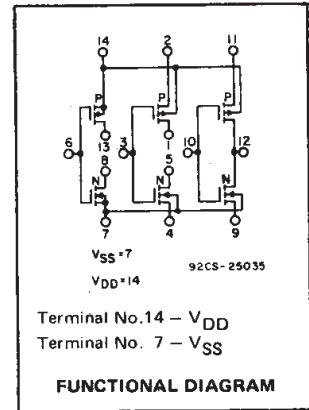 14 2 11
P P P
13 1
6 3 10 12
8 5
N N N
7 4 9
VSS=7 92CS-25035
VDD=14
Terminal No.14 – VDD
Terminal No. 7 – VSS
FUNCTIONAL DIAGRAM